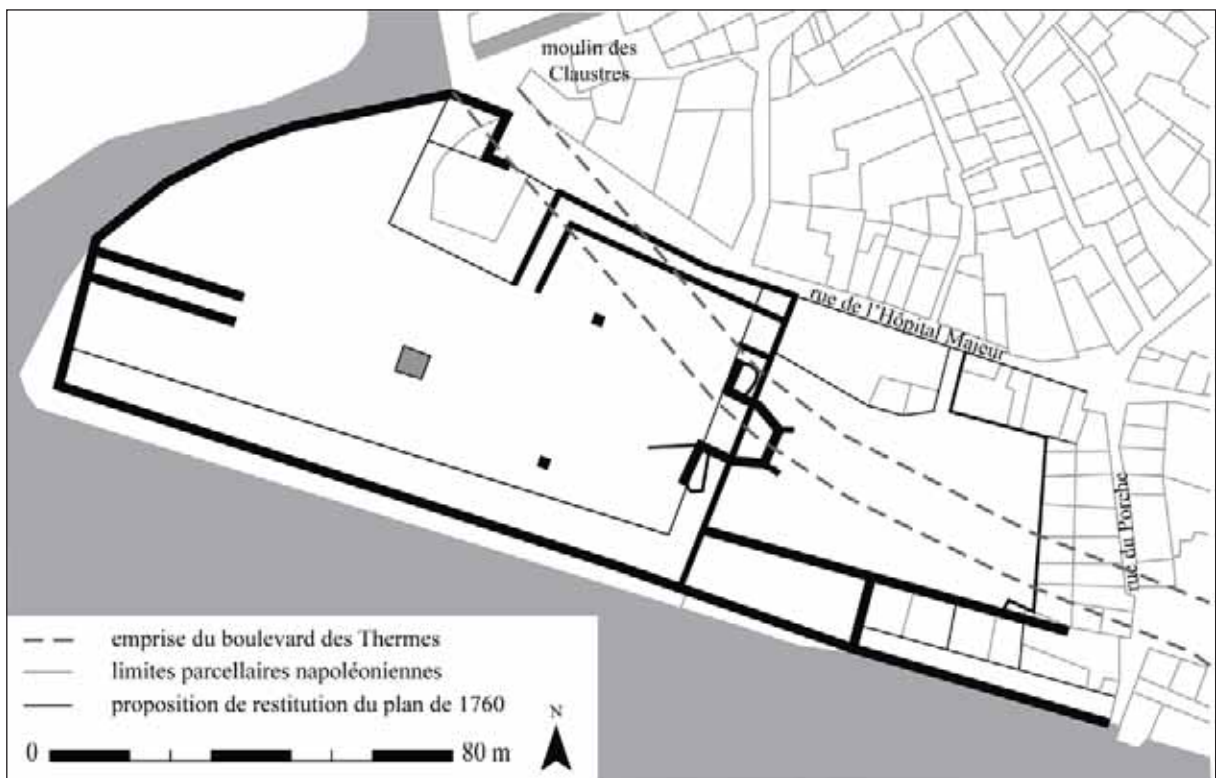 moulin des
Claustres
rue de l'Hôpital Majeur
rue du Porche
emprise du boulevard des Thermes
limites parcellaires napoléoniennes
proposition de restitution du plan de 1760
N
0 80 m